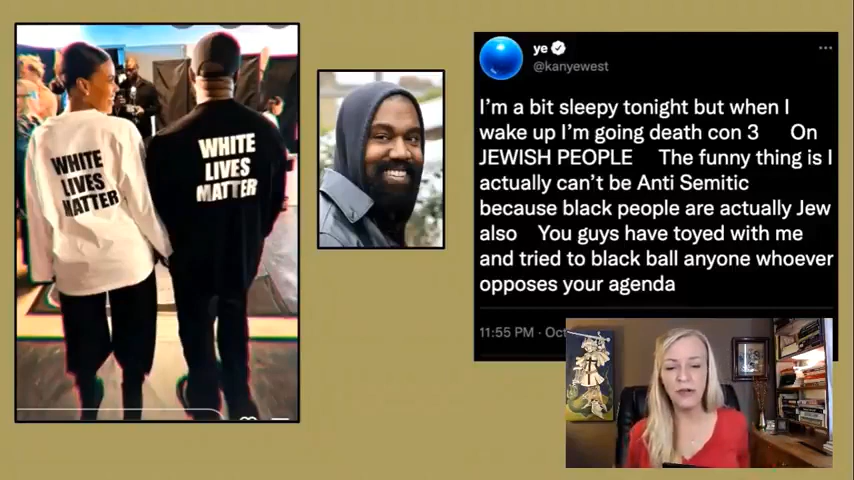 WHITE
LIVES
MATTER
WHITE
LIVES
MATTER
ye
@kanyewest
I'm a bit sleepy tonight but when I
wake up I'm going death con 3 On
JEWISH PEOPLE The funny thing is I
actually can't be Anti Semitic
because black people are actually Jew
also You guys have toyed with me
and tried to black ball anyone whoever
opposes your agenda
11:55 PM · Oct